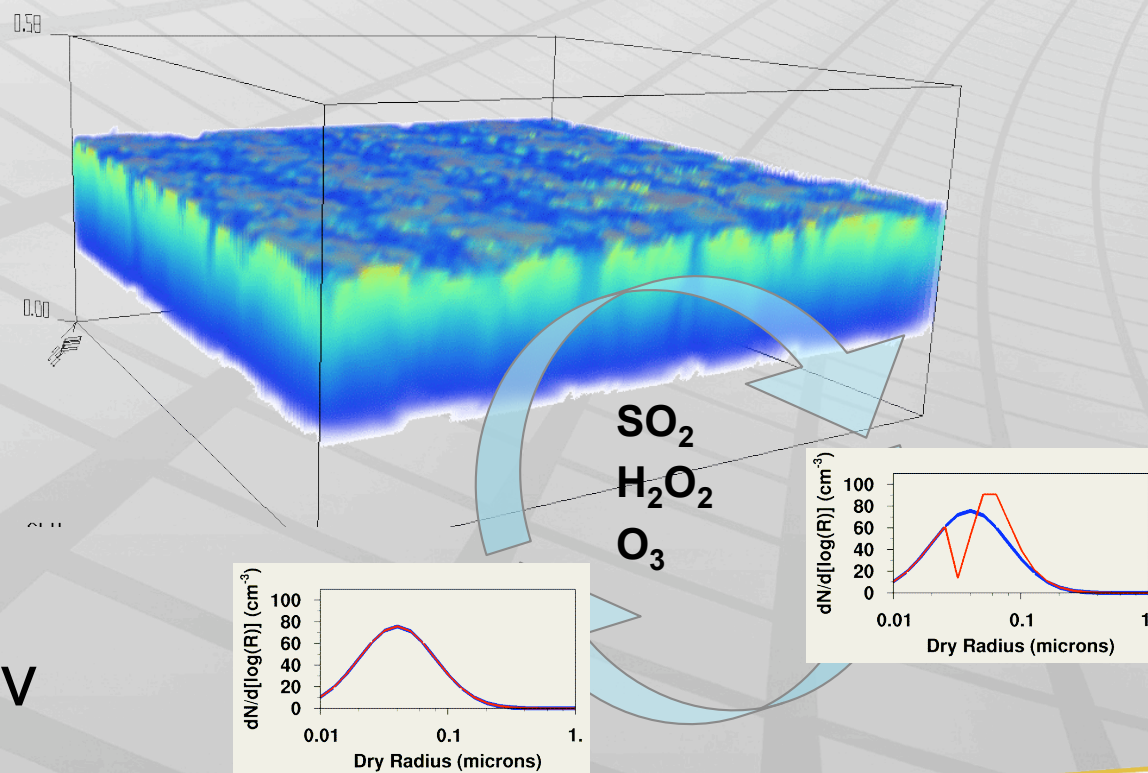 0.58
0.00
SO₂
H₂O₂
O₃
dN/d[log(R)] (cm⁻³)
100
80
60
40
20
0
0.01
0.1
1
Dry Radius (microns)
V
dN/d[log(R)] (cm⁻³)
100
80
60
40
20
0
0.01
0.1
1.
Dry Radius (microns)